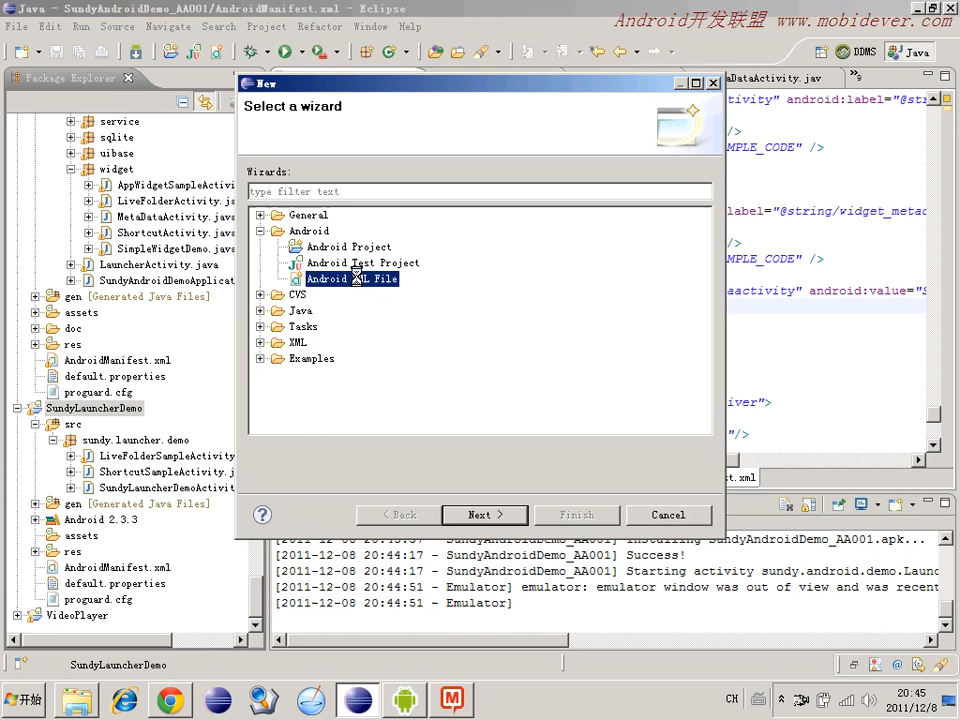 Java - SundyAndroidDemo_AA001/AndroidManifest.xml - Eclipse
File Edit Run Source Navigate Search Project Refactor Window Help
Android开发联盟 www.mobidever.com
DDMS
Java
Package Explorer
New
aDataActivity.jav
9
Select a wizard
tivity" android:label="@str
/>
MPLE_CODE" />
service
sqlite
uibase
widget
AppWidgetSampleActivi
LiveFolderActivity.ja
MetaDataActivity.java
ShortcutActivity.java
SimpleWidgetDemo.java
LauncherActivity.java
SundyAndroidDemoApplicat
gen [Generated Java Files]
assets
doc
res
AndroidManifest.xml
default.properties
proguard.cfg
SundyLauncherDemo
src
sundy.launcher.demo
LiveFolderSampleActivity
ShortcutSampleActivity.j
SundyLauncherDemoActivit
gen [Generated Java Files]
Android 2.3.3
assets
res
AndroidManifest.xml
default.properties
proguard.cfg
VideoPlayer
Wizards:
type filter text
General
Android
Android Project
Android Test Project
Android XML File
CVS
Java
Tasks
XML
Examples
label="@string/widget_metad
/>
MPLE_CODE" />
aactivity" android:value="S
iver">
"/>
t.xml
< Back
Next >
Finish
Cancel
[2011-12-08 20:44:17 - SundyAndroidDemo_AA001] Success!
[2011-12-08 20:44:17 - SundyAndroidDemo_AA001] Starting activity sundy.android.demo.Launc
[2011-12-08 20:44:51 - Emulator] emulator: emulator window was out of view and was recent
[2011-12-08 20:44:51 - Emulator]
SundyLauncherDemo
开始
CH
20:45
2011/12/8